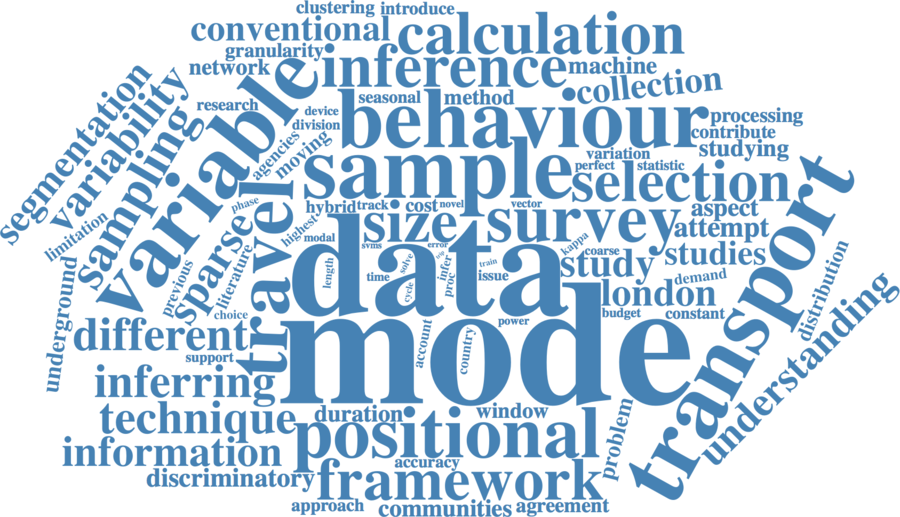 clustering introduce
conventional calculation
granularity inference machine
network collection
segmentation variability variable seasonal method
research device behaviour processing
sampling agencies division contribute
moving variation studying
limitation sample perfect statistic
selection
phase hybrid track cost novel vector aspect
sparse travel highest size survey attempt
modal svms error kappa coarse studies
previous literature data study transport
length time solve infer train issue demand
cycle proc london distribution
underground choice budget constant
different mode power understanding
support account country
inferring
technique duration window
information positional problem
discriminatory accuracy
framework
approach communities agreement